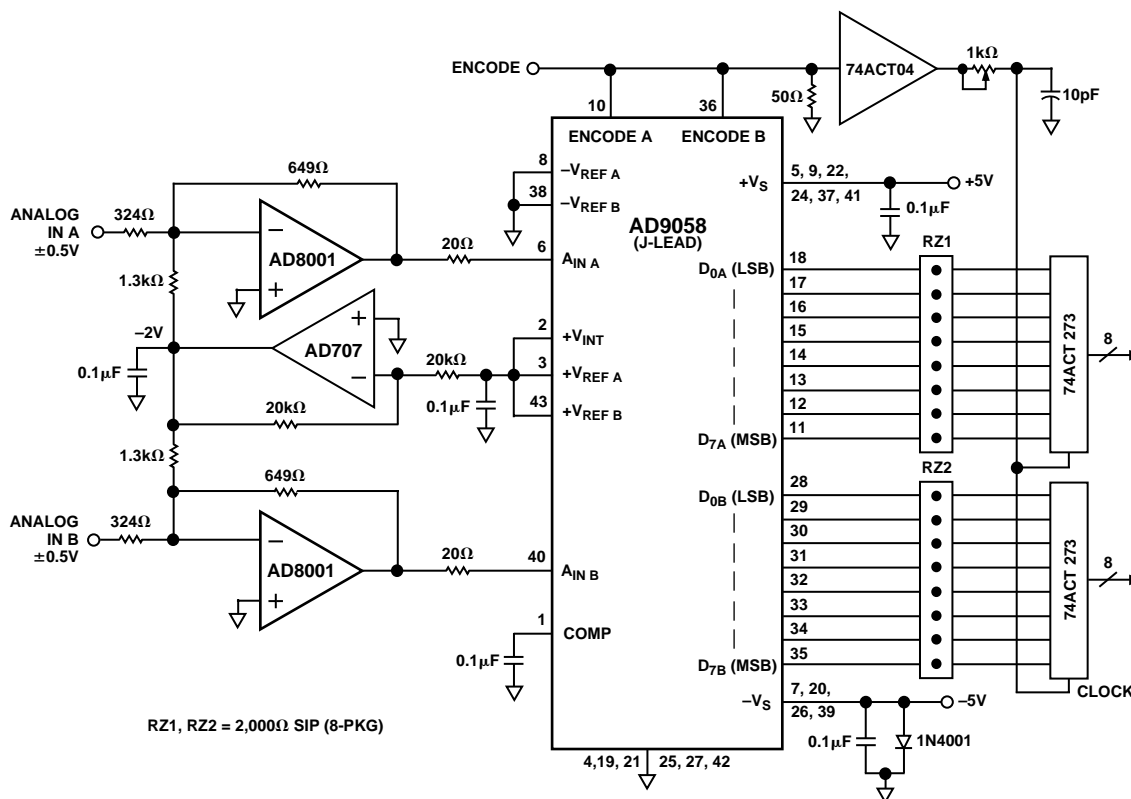 ENCODE
10
36
50Ω
74ACT04
1kΩ
10pF
ENCODE A
ENCODE B
8
–VREF A
38
–VREF B
+VS
5, 9, 22,
24, 37, 41
+5V
0.1μF
AD9058
(J-LEAD)
649Ω
ANALOG
IN A
±0.5V
324Ω
AD8001
20Ω
6
AIN A
1.3kΩ
–2V
0.1μF
AD707
20kΩ
0.1μF
2
+VINT
3
+VREF A
43
+VREF B
20kΩ
1.3kΩ
649Ω
ANALOG
IN B
±0.5V
324Ω
AD8001
20Ω
40
AIN B
1
COMP
0.1μF
RZ1
D0A (LSB)
18
17
16
15
14
13
12
11
D7A (MSB)
74ACT 273
8
RZ2
D0B (LSB)
28
29
30
31
32
33
34
35
D7B (MSB)
74ACT 273
8
CLOCK
–VS
7, 20,
26, 39
–5V
0.1μF
1N4001
4,19, 21
25, 27, 42
RZ1, RZ2 = 2,000Ω SIP (8-PKG)